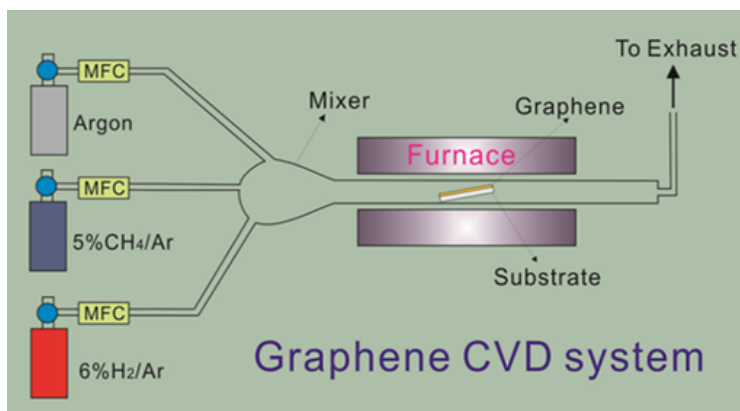 To Exhaust
MFC
Argon
Mixer
Graphene
Furnace
MFC
5%CH₄/Ar
Substrate
MFC
6%H₂/Ar
Graphene CVD system